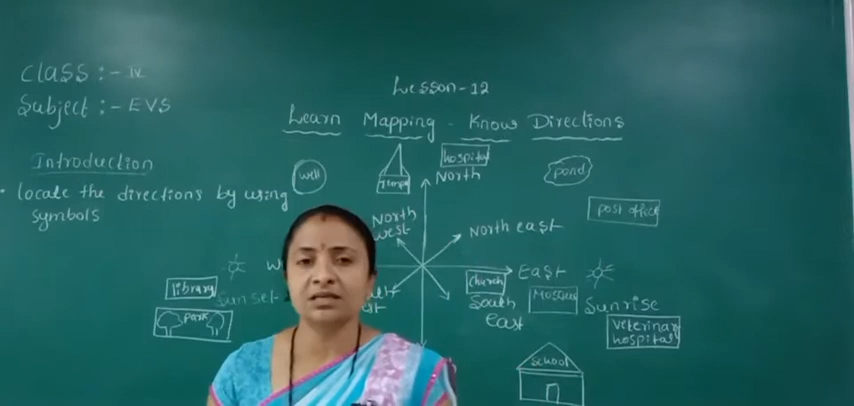 Class :- IV
Subject :- EVS
Lesson-12
Learn Mapping - Know Directions
Introduction
• locate the directions by using
symbols
well
hospital
North
pond
post office
North
west
North east
East
library
Sunset
Church
South
east
Mosque
Sunrise
park
veterinary
hospital
School